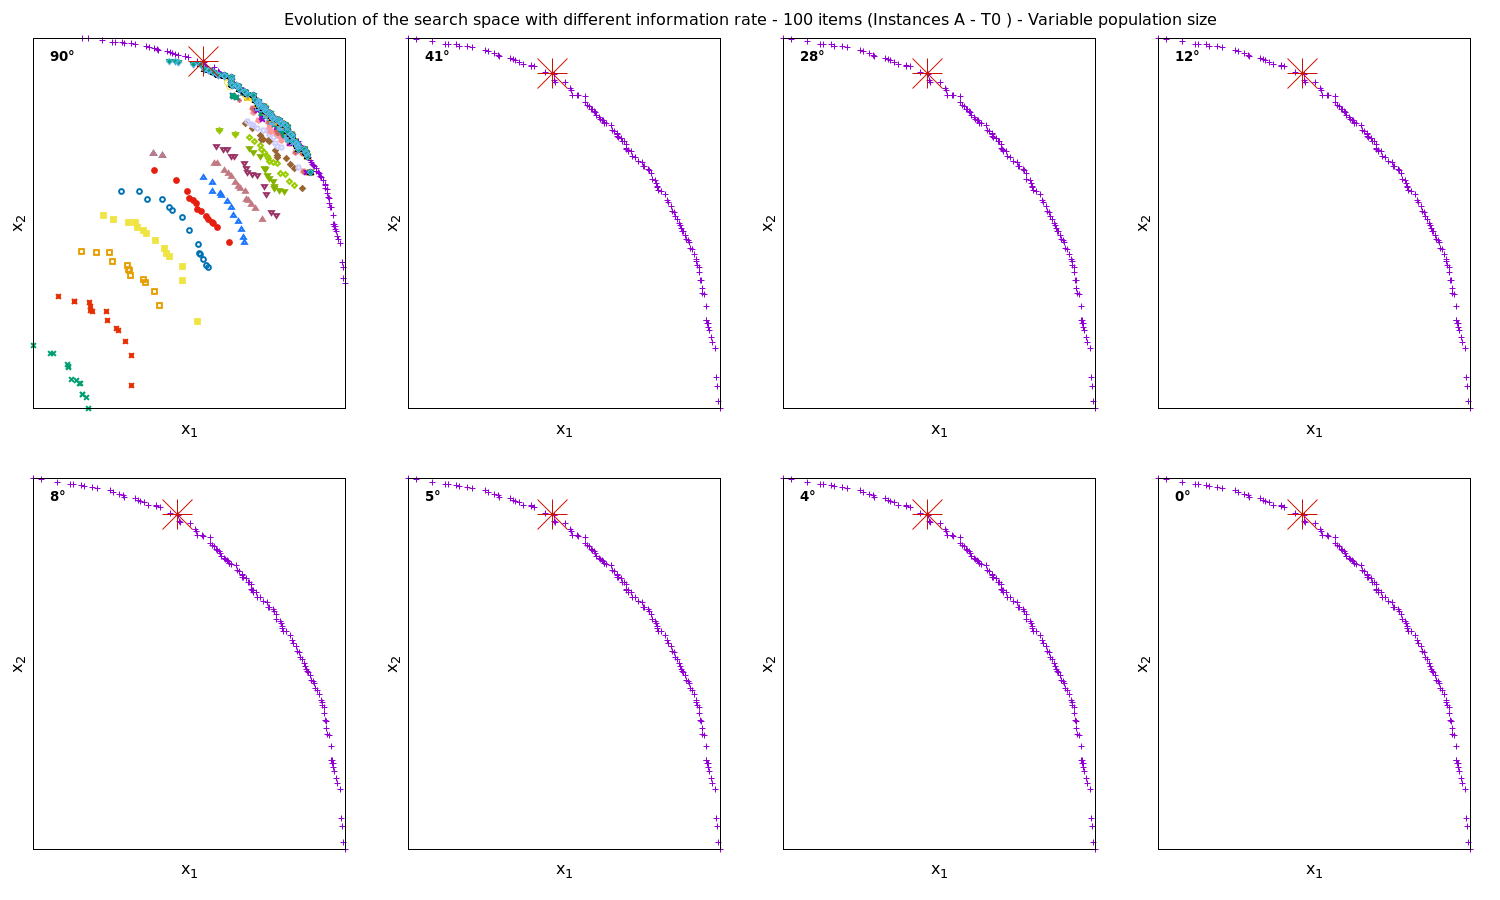 Evolution of the search space with different information rate - 100 items (Instances A - T0 ) - Variable population size
90°
41°
28°
12°
x2
x2
x2
x2
x1
x1
x1
x1
8°
5°
4°
0°
x2
x2
x2
x2
x1
x1
x1
x1